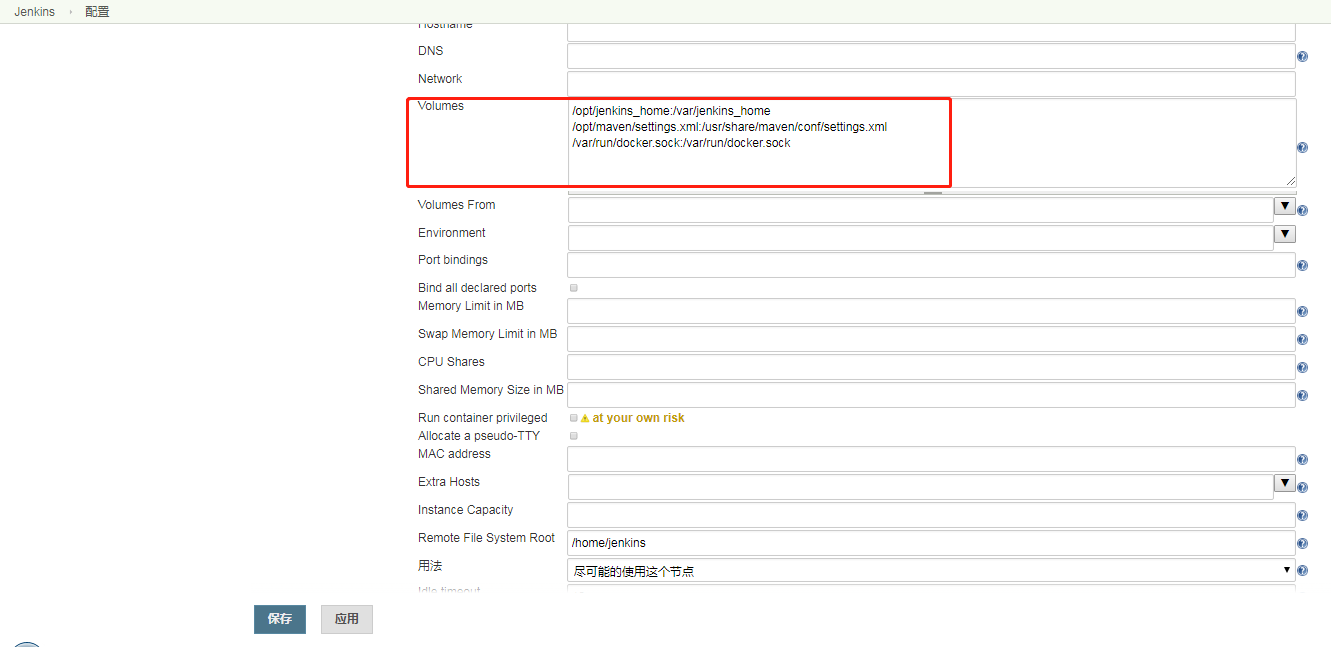 Jenkins › 配置
Hostname
DNS
Network
Volumes
/opt/jenkins_home:/var/jenkins_home
/opt/maven/settings.xml:/usr/share/maven/conf/settings.xml
/var/run/docker.sock:/var/run/docker.sock
Volumes From
Environment
Port bindings
Bind all declared ports
Memory Limit in MB
Swap Memory Limit in MB
CPU Shares
Shared Memory Size in MB
Run container privileged at your own risk
Allocate a pseudo-TTY
MAC address
Extra Hosts
Instance Capacity
Remote File System Root /home/jenkins
用法 尽可能的使用这个节点
Idle timeout
保存 应用